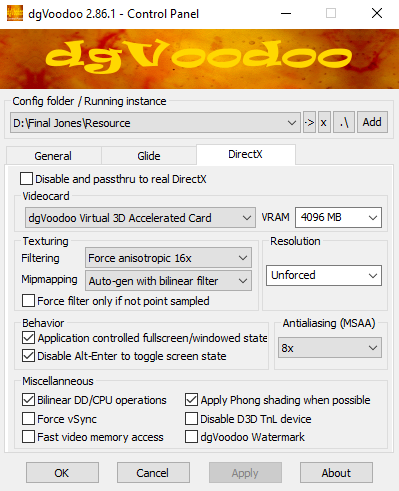 dgVoodoo 2.86.1 - Control Panel
dgVoodoo
Config folder / Running instance
D:\Final Jones\Resource -> x .\ Add
General Glide DirectX
Disable and passthru to real DirectX
Videocard
dgVoodoo Virtual 3D Accelerated Card VRAM 4096 MB
Texturing Resolution
Filtering Force anisotropic 16x
Mipmapping Auto-gen with bilinear filter Unforced
Force filter only if not point sampled
Behavior Antialiasing (MSAA)
Application controlled fullscreen/windowed state
Disable Alt-Enter to toggle screen state 8x
Miscellaneous
Bilinear DD/CPU operations Apply Phong shading when possible
Force vSync Disable D3D TnL device
Fast video memory access dgVoodoo Watermark
OK Cancel Apply About